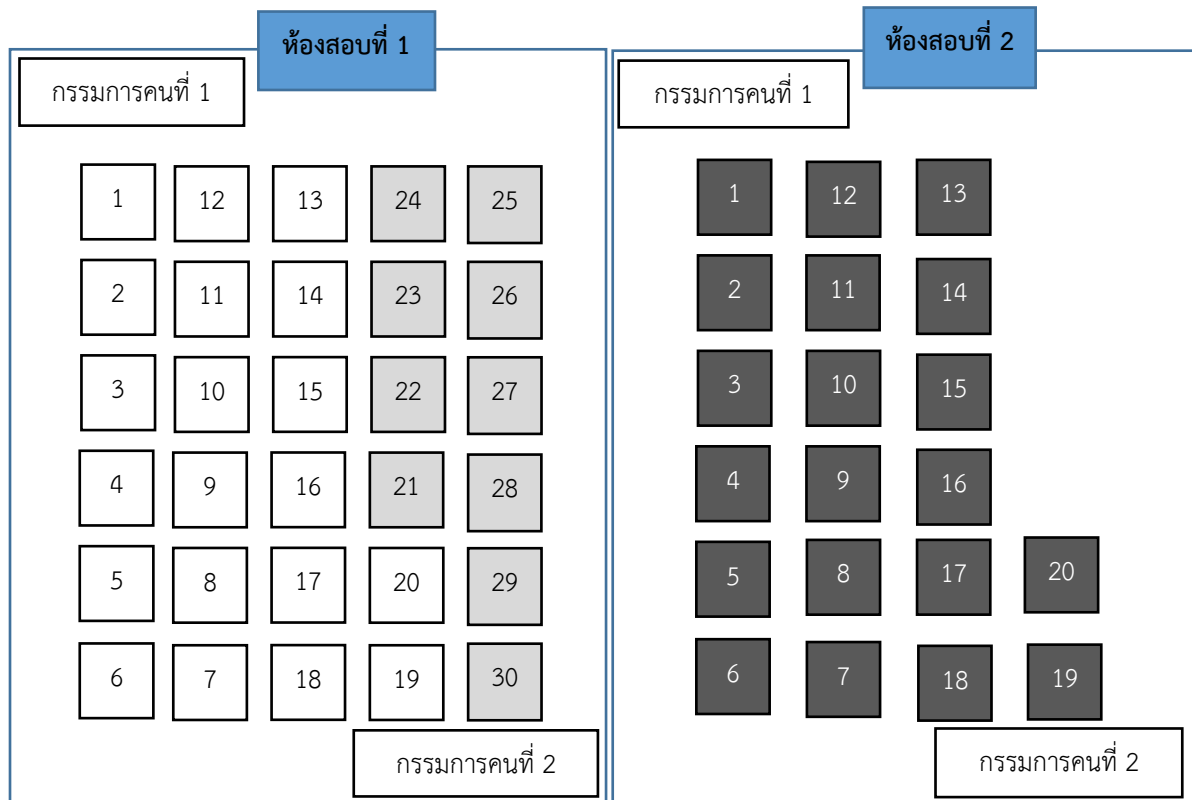 ห้องสอบที่ 1
กรรมการคนที่ 1
1 12 13 24 25
2 11 14 23 26
3 10 15 22 27
4 9 16 21 28
5 8 17 20 29
6 7 18 19 30
กรรมการคนที่ 2
ห้องสอบที่ 2
กรรมการคนที่ 1
1 12 13
2 11 14
3 10 15
4 9 16
5 8 17 20
6 7 18 19
กรรมการคนที่ 2